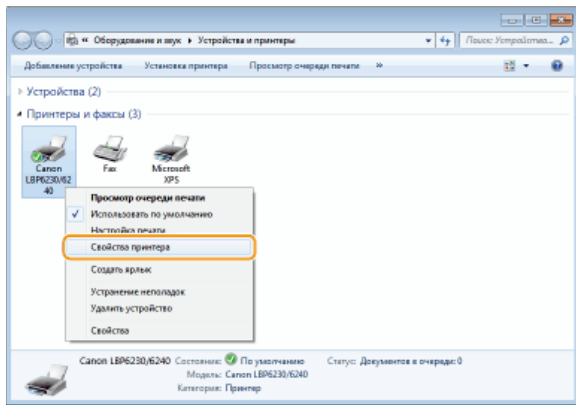 « Оборудование и звук ▸ Устройства и принтеры
Поиск: Устройства...
Добавление устройства Установка принтера Просмотр очереди печати »
Устройства (2)
Принтеры и факсы (3)
Canon LBP6230/62 40
Fax
Microsoft XPS
Просмотр очереди печати
Использовать по умолчанию
Настройка печати
Свойства принтера
Создать ярлык
Устранение неполадок
Удалить устройство
Свойства
Canon LBP6230/6240 Состояние: По умолчанию Статус: Документов в очереди: 0
Модель: Canon LBP6230/6240
Категория: Принтер